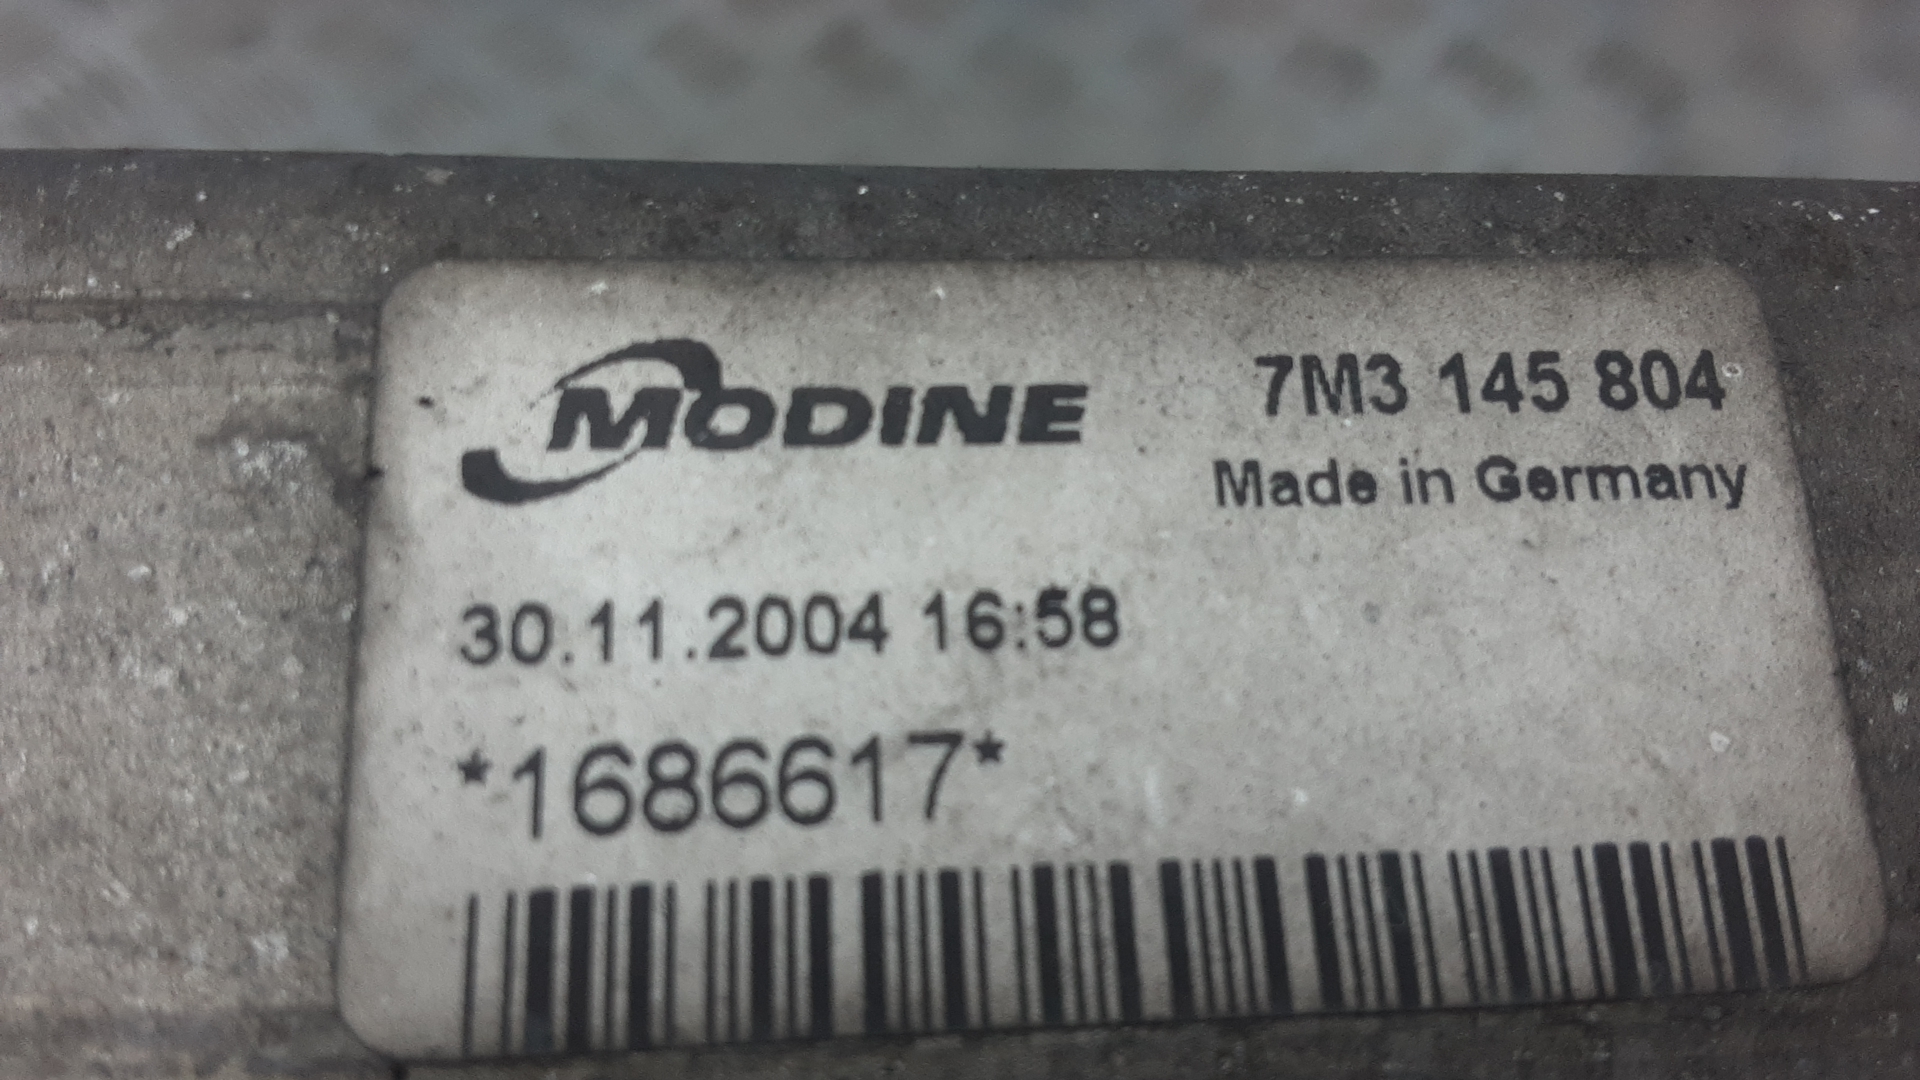 MODINE
7M3 145 804
Made in Germany
30.11.2004 16:58
*1686617*